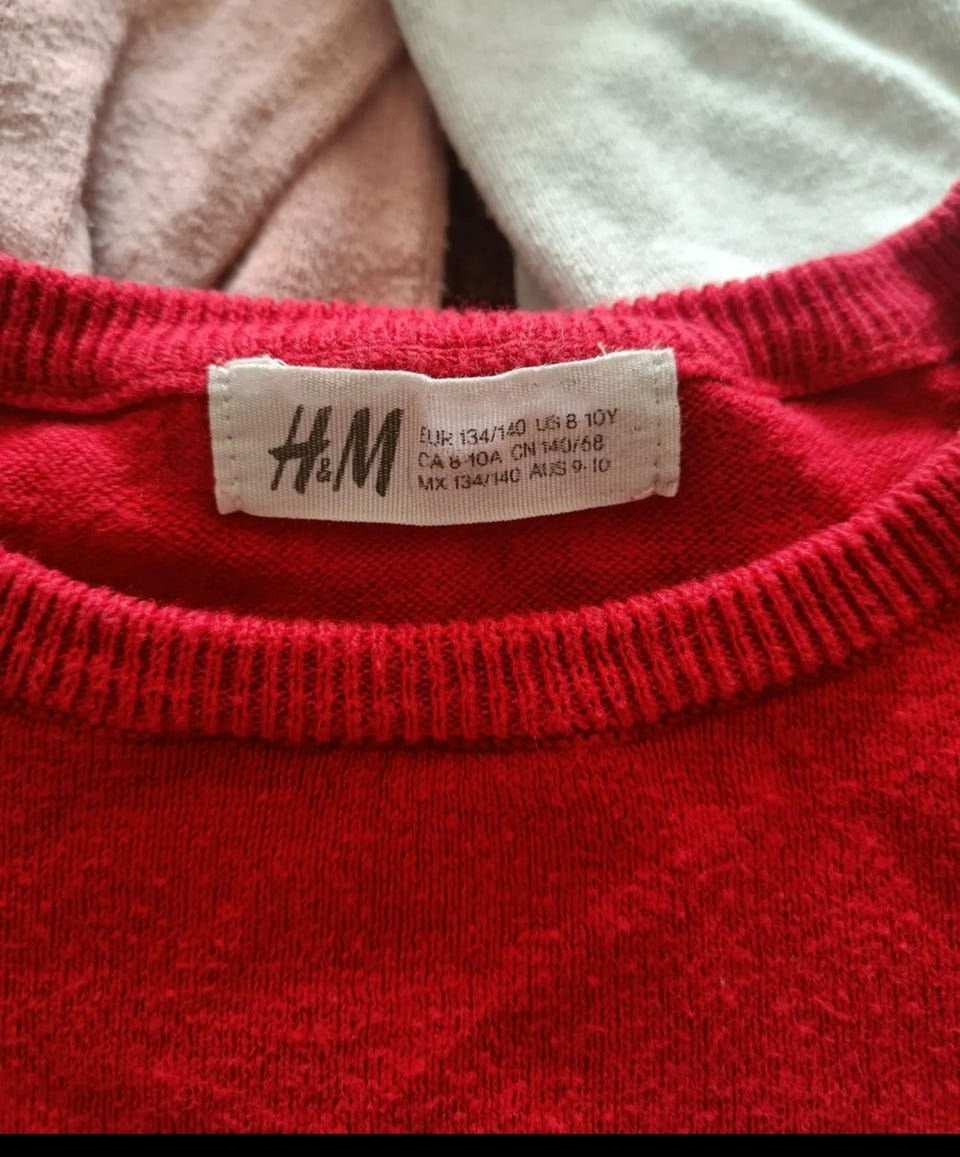 H&M
EUR 134/140 US 8-10Y
CA 8-10A CN 140/68
MX 134/140 AUS 9-10